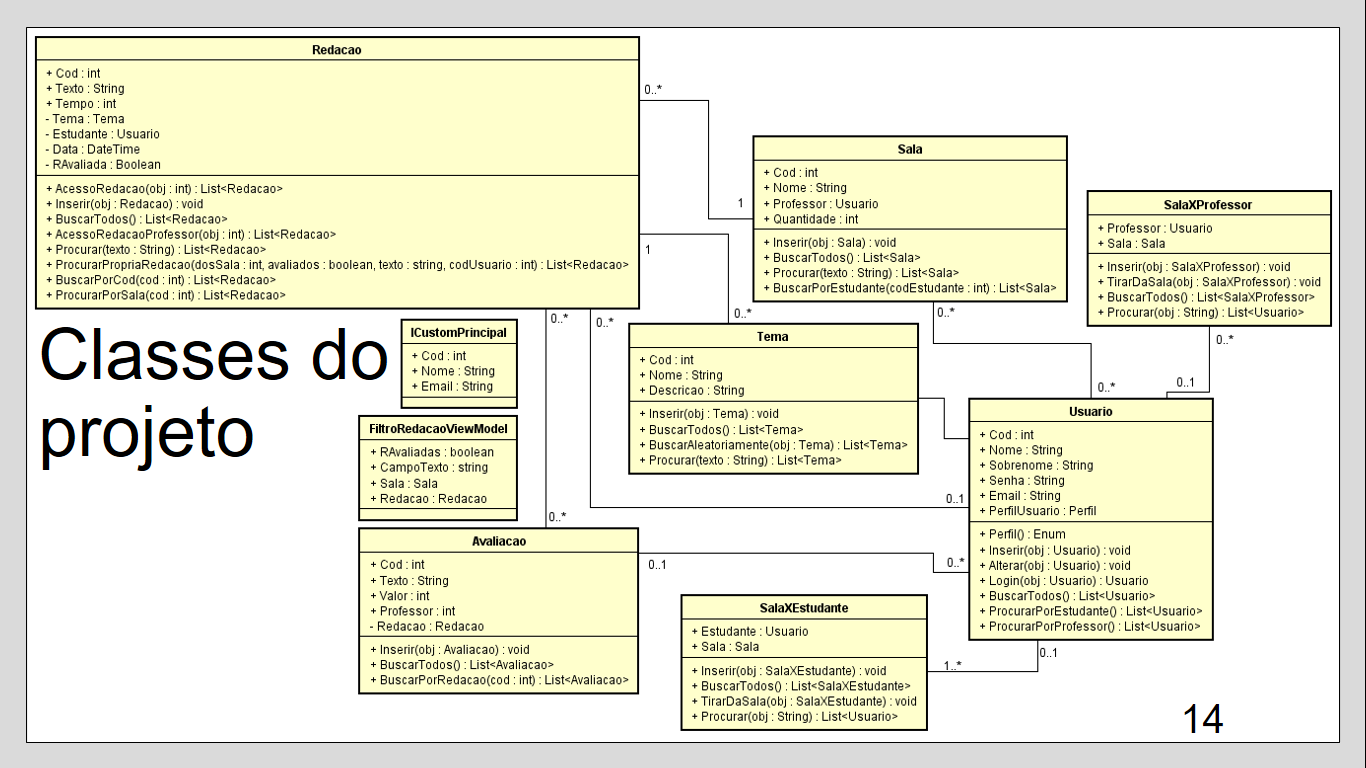 Redacao
+ Cod : int
+ Texto : String
+ Tempo : int
- Tema : Tema
- Estudante : Usuario
- Data : DateTime
- RAvaliada : Boolean
+ AcessoRedacao(obj : int) : List<Redacao>
+ Inserir(obj : Redacao) : void
+ BuscarTodos() : List<Redacao>
+ AcessoRedacaoProfessor(obj : int) : List<Redacao>
+ Procurar(texto : String) : List<Redacao>
+ ProcurarPropriaRedacao(dosSala : int, avaliados : boolean, texto : string, codUsuario : int) : List<Redacao>
+ BuscarPorCod(cod : int) : List<Redacao>
+ ProcurarPorSala(cod : int) : List<Redacao>
0..*
1
Sala
+ Cod : int
+ Nome : String
+ Professor : Usuario
+ Quantidade : int
+ Inserir(obj : Sala) : void
+ BuscarTodos() : List<Sala>
+ Procurar(texto : String) : List<Sala>
+ BuscarPorEstudante(codEstudante : int) : List<Sala>
SalaXProfessor
+ Professor : Usuario
+ Sala : Sala
+ Inserir(obj : SalaXProfessor) : void
+ TirarDaSala(obj : SalaXProfessor) : void
+ BuscarTodos() : List<SalaXProfessor>
+ Procurar(obj : String) : List<Usuario>
1
0..*
0..*
0..*
0..*
0..*
0..*
0..1
Classes do
projeto
ICustomPrincipal
+ Cod : int
+ Nome : String
+ Email : String
Tema
+ Cod : int
+ Nome : String
+ Descricao : String
+ Inserir(obj : Tema) : void
+ BuscarTodos() : List<Tema>
+ BuscarAleatoriamente(obj : Tema) : List<Tema>
+ Procurar(texto : String) : List<Tema>
FiltroRedacaoViewModel
+ RAvaliadas : boolean
+ CampoTexto : string
+ Sala : Sala
+ Redacao : Redacao
Usuario
+ Cod : int
+ Nome : String
+ Sobrenome : String
+ Senha : String
+ Email : String
+ PerfilUsuario : Perfil
+ Perfil() : Enum
+ Inserir(obj : Usuario) : void
+ Alterar(obj : Usuario) : void
+ Login(obj : Usuario) : Usuario
+ BuscarTodos() : List<Usuario>
+ ProcurarPorEstudante() : List<Usuario>
+ ProcurarPorProfessor() : List<Usuario>
0..1
0..*
Avaliacao
+ Cod : int
+ Texto : String
+ Valor : int
+ Professor : int
- Redacao : Redacao
+ Inserir(obj : Avaliacao) : void
+ BuscarTodos() : List<Avaliacao>
+ BuscarPorRedacao(cod : int) : List<Avaliacao>
0..1
0..*
SalaXEstudante
+ Estudante : Usuario
+ Sala : Sala
+ Inserir(obj : SalaXEstudante) : void
+ BuscarTodos() : List<SalaXEstudante>
+ TirarDaSala(obj : SalaXEstudante) : void
+ Procurar(obj : String) : List<Usuario>
0..1
1..*
14